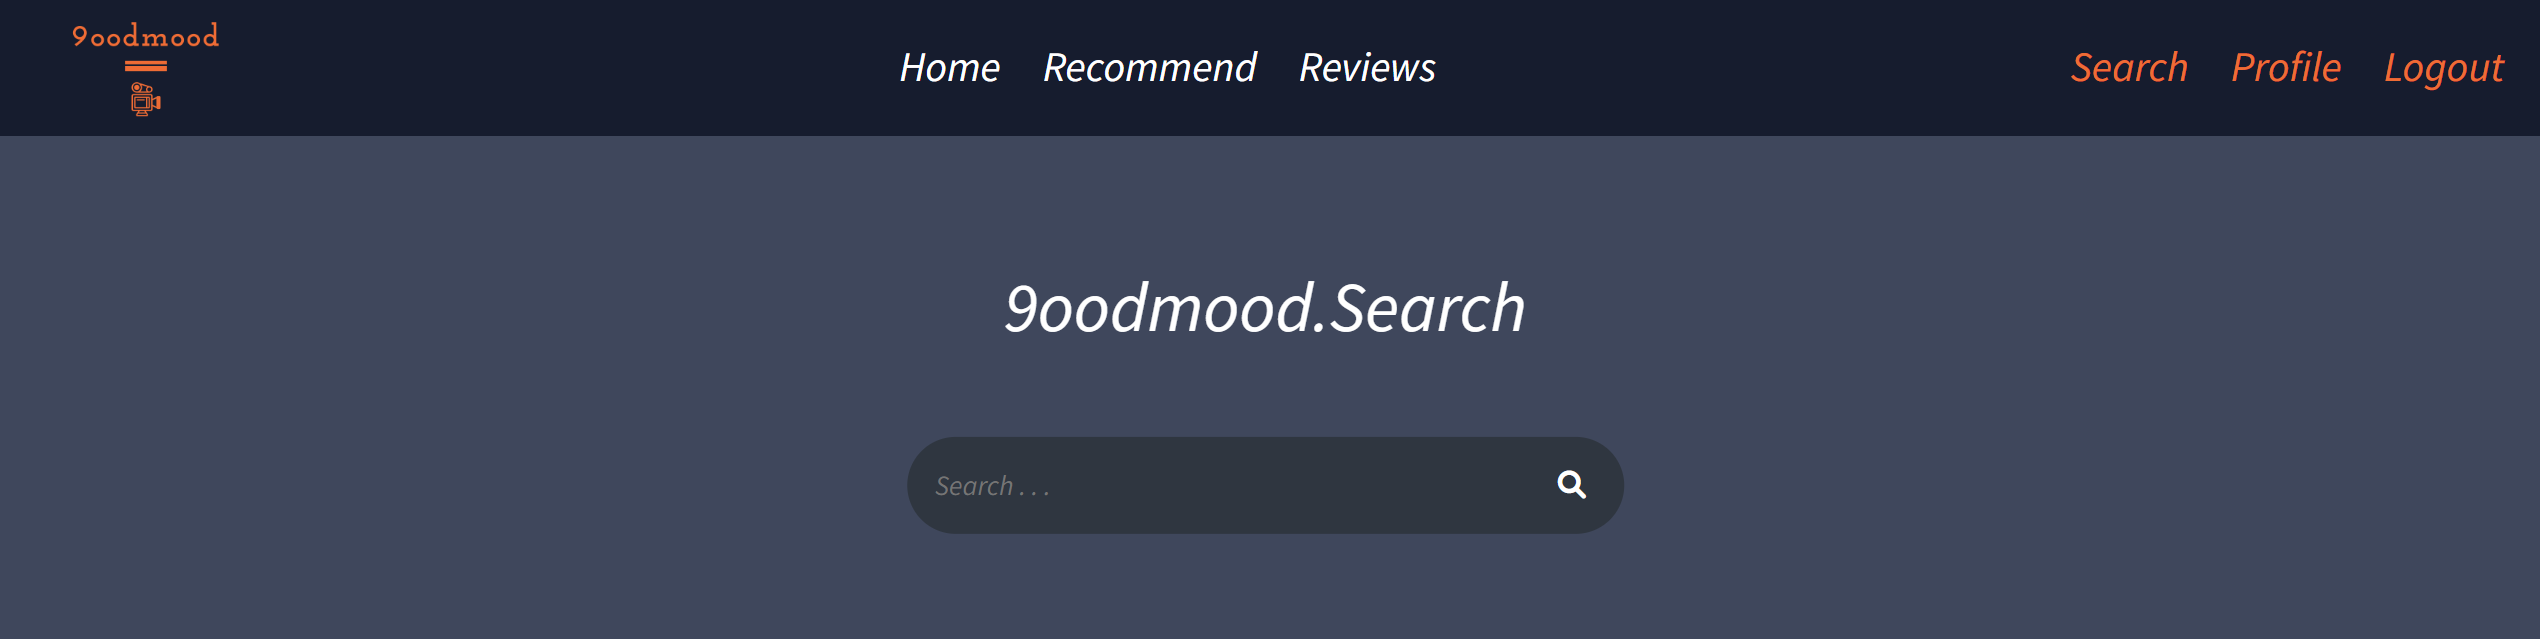 9oodmood
Home Recommend Reviews
Search Profile Logout
9oodmood.Search
Search . . .